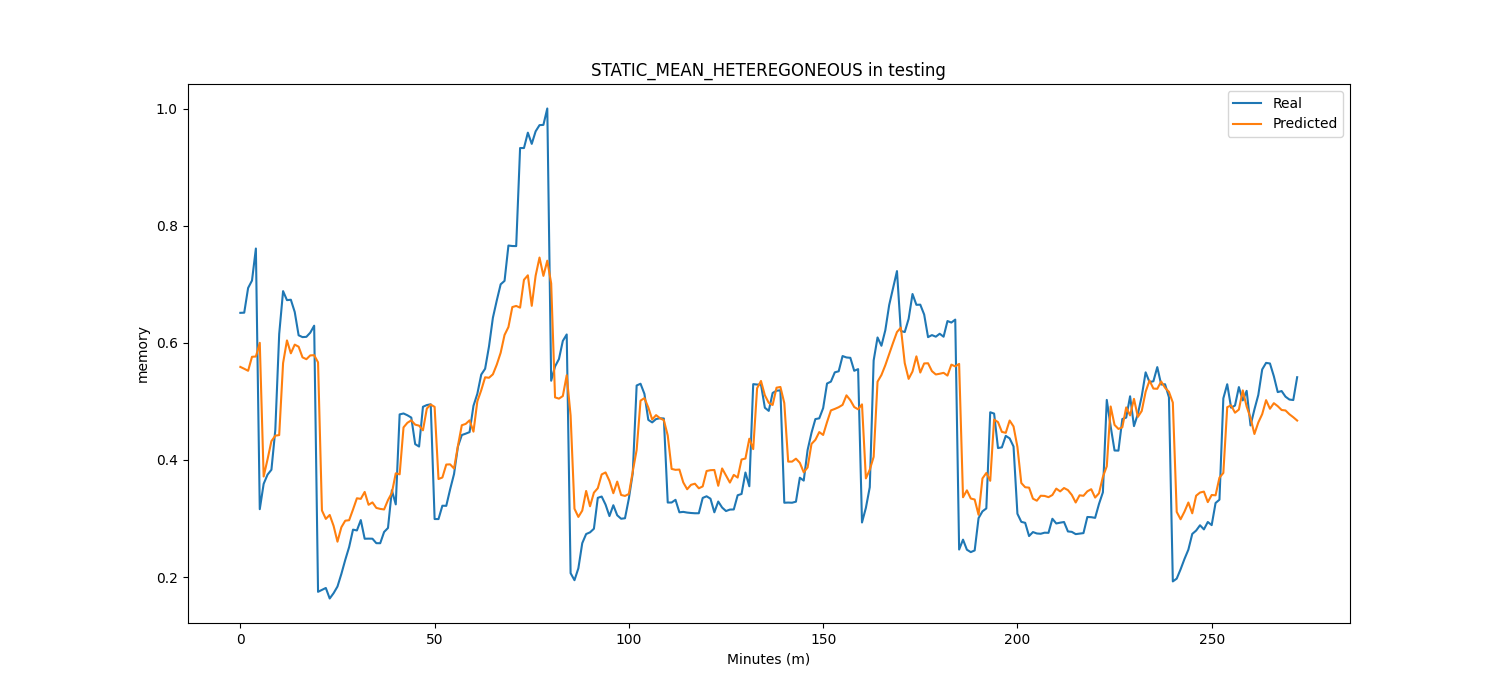 STATIC_MEAN_HETEREGONEOUS in testing
Real
Predicted
1.0
0.8
0.6
0.4
0.2
memory
0 50 100 150 200 250
Minutes (m)